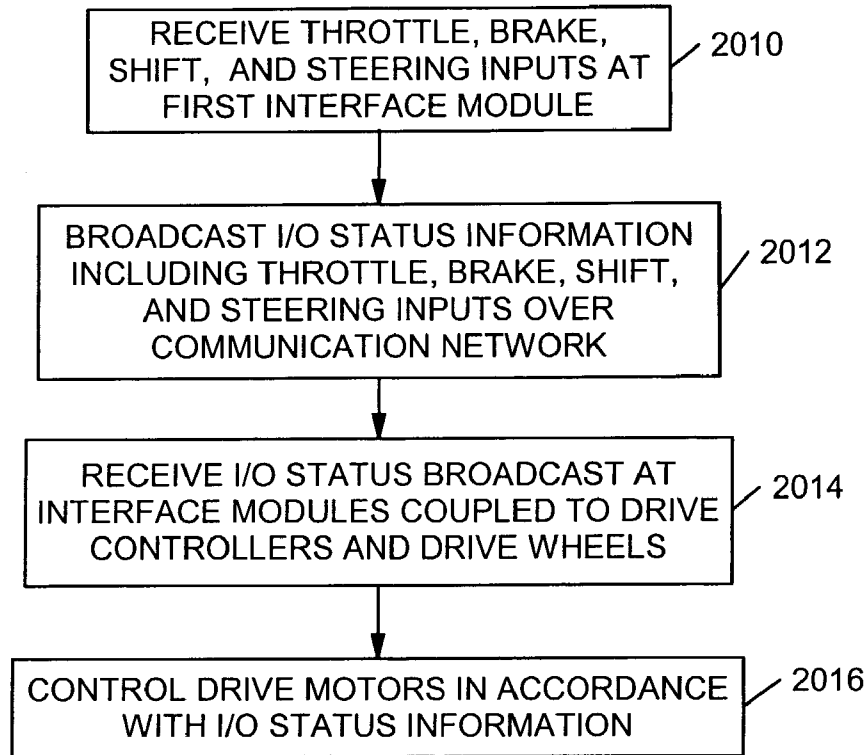 RECEIVE THROTTLE, BRAKE,
SHIFT, AND STEERING INPUTS AT
FIRST INTERFACE MODULE
2010
BROADCAST I/O STATUS INFORMATION
INCLUDING THROTTLE, BRAKE, SHIFT,
AND STEERING INPUTS OVER
COMMUNICATION NETWORK
2012
RECEIVE I/O STATUS BROADCAST AT
INTERFACE MODULES COUPLED TO DRIVE
CONTROLLERS AND DRIVE WHEELS
2014
CONTROL DRIVE MOTORS IN ACCORDANCE
WITH I/O STATUS INFORMATION
2016